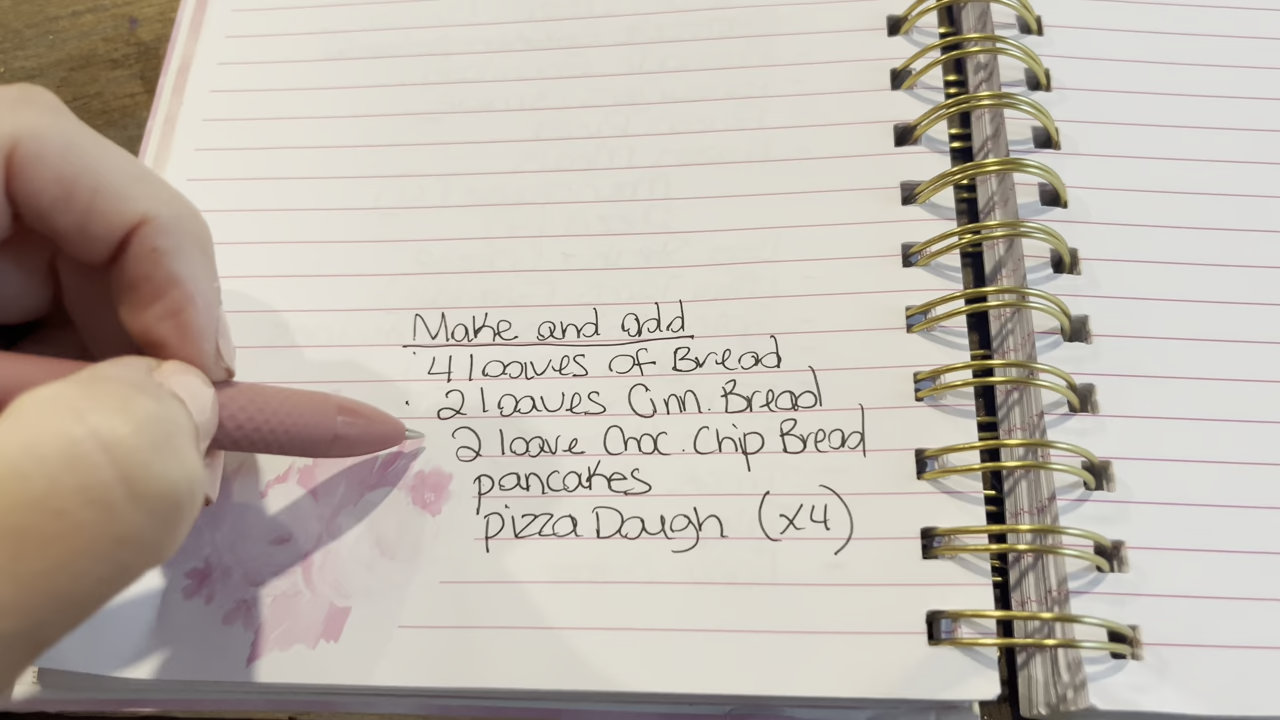 Make and add
· 4 loaves of Bread
· 2 loaves Cinn. Bread
2 loave Choc. Chip Bread
pancakes
pizza Dough (x4)